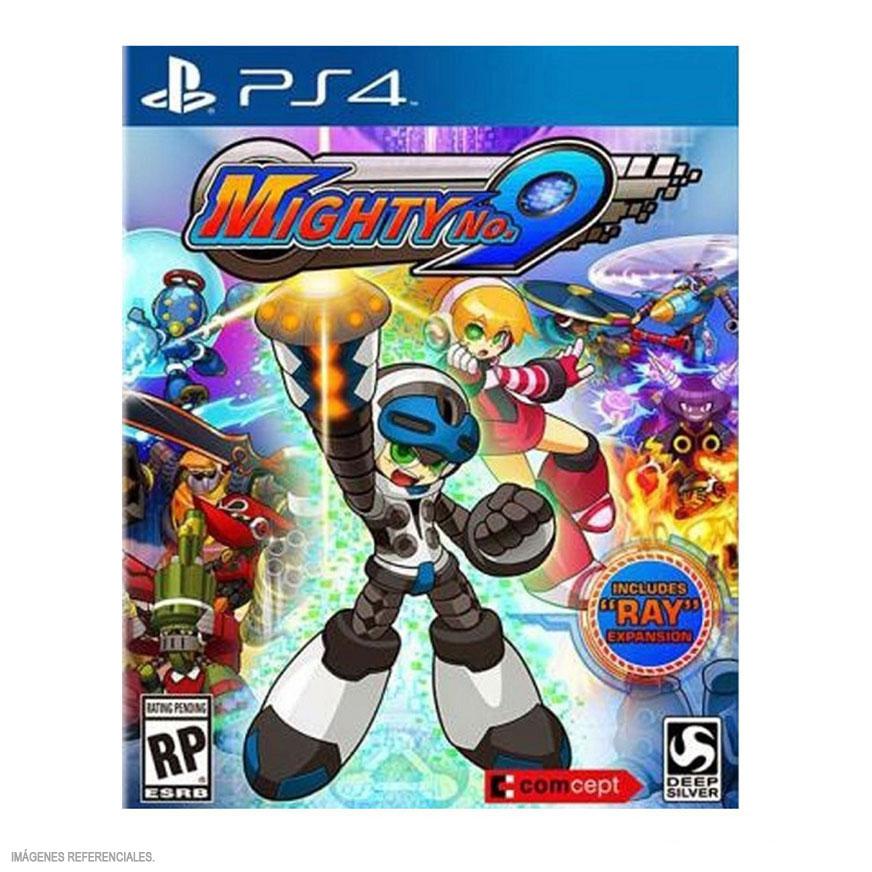 PS4
MIGHTY No. 9
INCLUDES
"RAY"
EXPANSION
RATING PENDING
RP
ESRB
comcept
DEEP
SILVER
IMÁGENES REFERENCIALES.